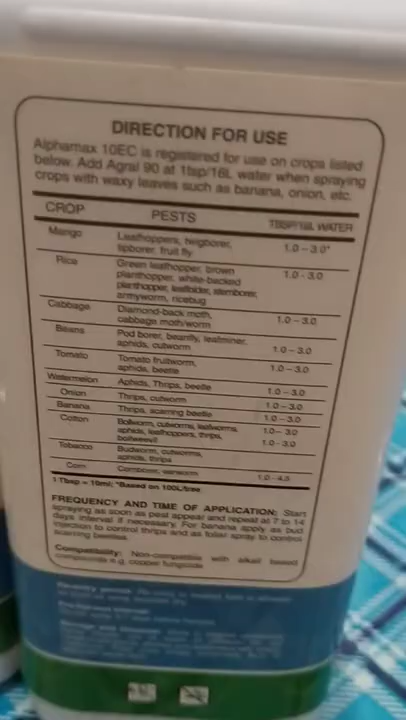 DIRECTION FOR USE
Alphamax 10EC is registered for use on crops listed
below. Add Agral 90 at 1tsp/16L water when spraying
crops with waxy leaves such as banana, onion, etc.
CROP PESTS TBSP/16L WATER
Mango Leafhoppers, twigborer, 1.0 – 3.0*
tipborer, fruit fly
Rice Green leafhopper, brown 1.0 - 3.0
planthopper, white-backed
planthopper, leaffolder, stemborer,
armyworm, ricebug
Cabbage Diamond-back moth, 1.0 – 3.0
cabbage moth/worm
Beans Pod borer, beanfly, leafminer, 1.0 – 3.0
aphids, cutworm
Tomato Tomato fruitworm, 1.0 – 3.0
aphids, beetle
Watermelon Aphids, Thrips, beetle 1.0 – 3.0
Onion Thrips, cutworm 1.0 – 3.0
Banana Thrips, scarring beetle 1.0 – 3.0
Cotton Bollworm, cutworms, leafworms, 1.0 – 3.0
aphids, leafhoppers, thrips, 1.0 - 3.0
bollweevil
Tobacco Budworm, cutworms,
aphids, thrips
Corn Cornborer, earworm 1.0 - 4.5
1 Tbsp = 10ml; *Based on 100L/tree
FREQUENCY AND TIME OF APPLICATION: Start
spraying as soon as pest appear and repeat at 7 to 14
days interval if necessary. For banana apply as bud
injection to control thrips and as foliar spray to control
scarring beetles.
Compatibility: Non-compatible with alkali based
compounds e.g. copper fungicide